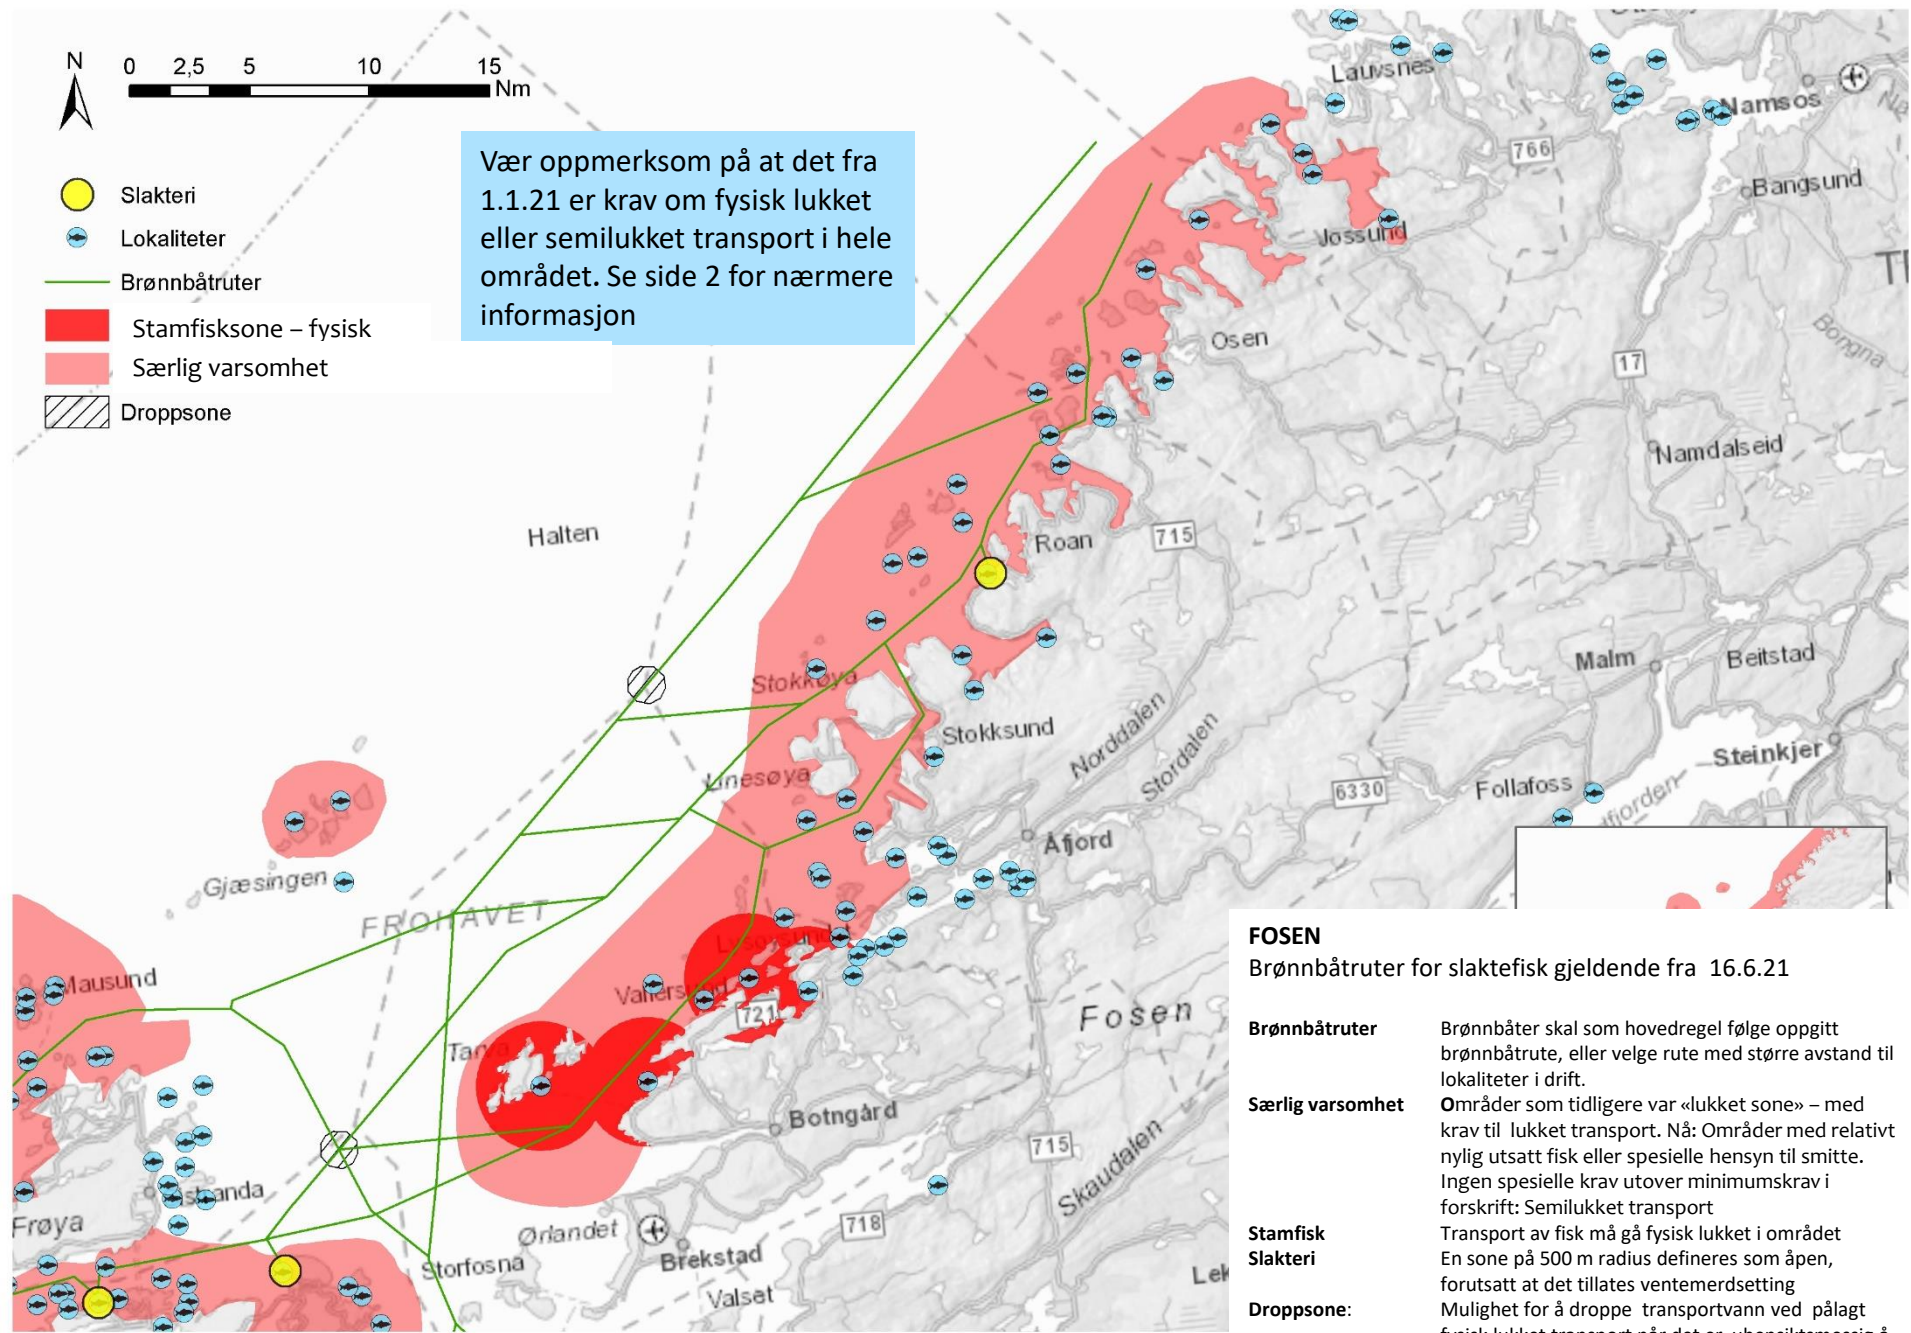 N
0 2,5 5 10 15
Nm
Slakteri
Lokaliteter
Brønnbåtruter
Stamfisksone – fysisk
Særlig varsomhet
Droppsone
Vær oppmerksom på at det fra
1.1.21 er krav om fysisk lukket
eller semilukket transport i hele
området. Se side 2 for nærmere
informasjon
Lauvsnes
Namsos
766
Bangsund
Jøssund
Osen
Bongna
17
Namdalseid
Halten
Roan
715
Malm
Beitstad
Stokkøya
Stokksund
Norddalen
Stordalen
Steinkjer
Linesøya
6330
Follafoss
Åfjord
Gjæsingen
FROHAVET
Lysøysundet
Mausund
Vallersund
721
Fosen
Tarva
Botngård
715
Skaudalen
Frøya
Ørlandet
718
Storfosna
Brekstad
Valset
Lek
FOSEN
Brønnbåtruter for slaktefisk gjeldende fra 16.6.21
Brønnbåtruter Brønnbåter skal som hovedregel følge oppgitt
brønnbåtrute, eller velge rute med større avstand til
lokaliteter i drift.
Særlig varsomhet Områder som tidligere var «lukket sone» – med
krav til lukket transport. Nå: Områder med relativt
nylig utsatt fisk eller spesielle hensyn til smitte.
Ingen spesielle krav utover minimumskrav i
forskrift: Semilukket transport
Stamfisk Transport av fisk må gå fysisk lukket i området
Slakteri En sone på 500 m radius defineres som åpen,
forutsatt at det tillates ventemerdsetting
Droppsone: Mulighet for å droppe transportvann ved pålagt